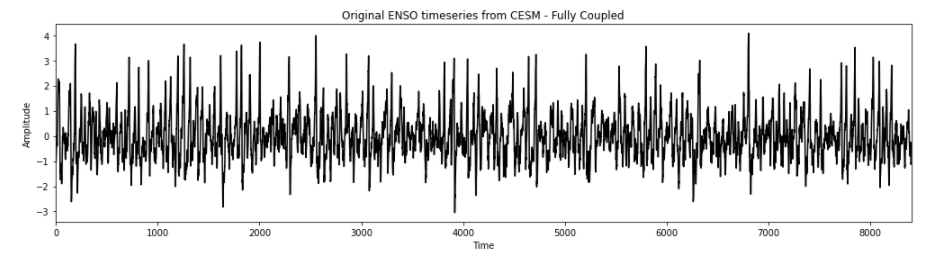 Original ENSO timeseries from CESM - Fully Coupled
Amplitude
4
3
2
1
0
−1
−2
−3
0 1000 2000 3000 4000 5000 6000 7000 8000
Time